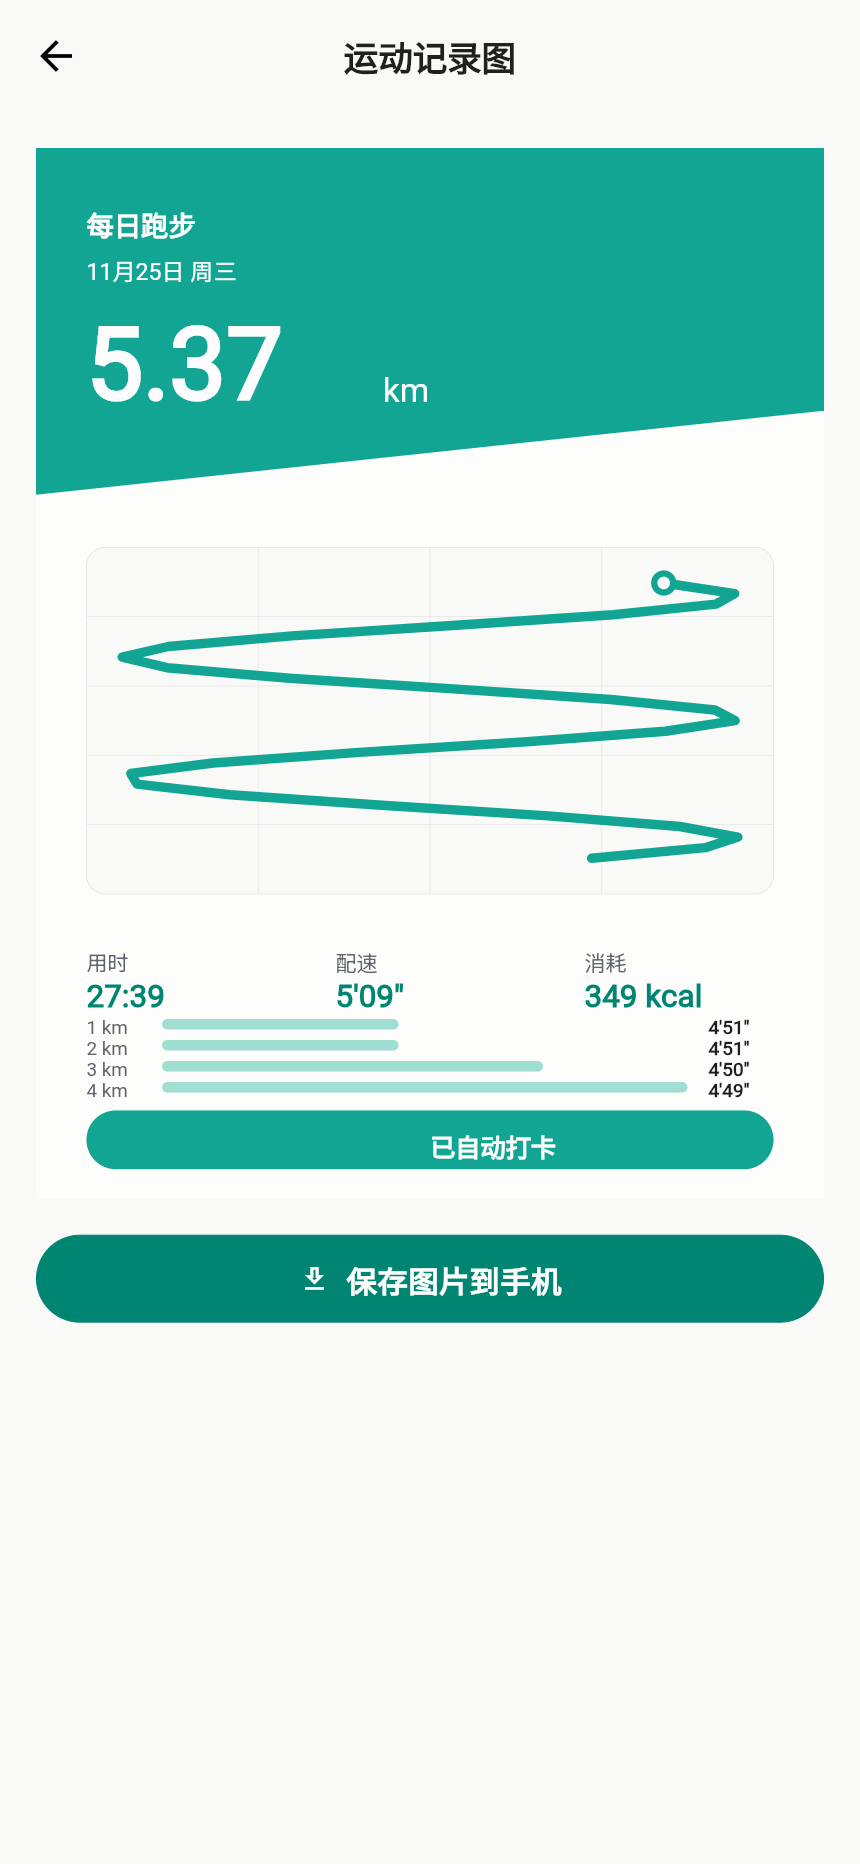 运动记录图
每日跑步
11月25日 周三
5.37 km
用时 配速 消耗
27:39 5'09" 349 kcal
1 km 4'51"
2 km 4'51"
3 km 4'50"
4 km 4'49"
已自动打卡
保存图片到手机